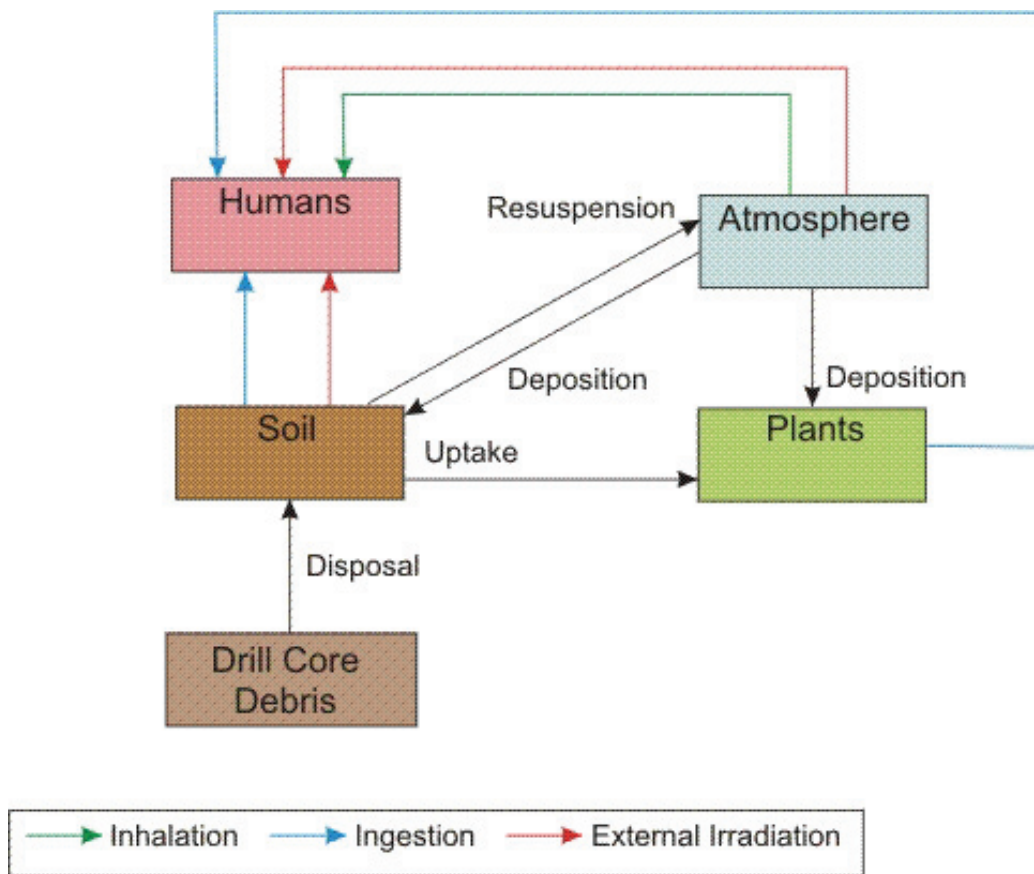 Humans
Resuspension
Atmosphere
Deposition
Deposition
Soil
Uptake
Plants
Disposal
Drill Core
Debris
Inhalation
Ingestion
External Irradiation